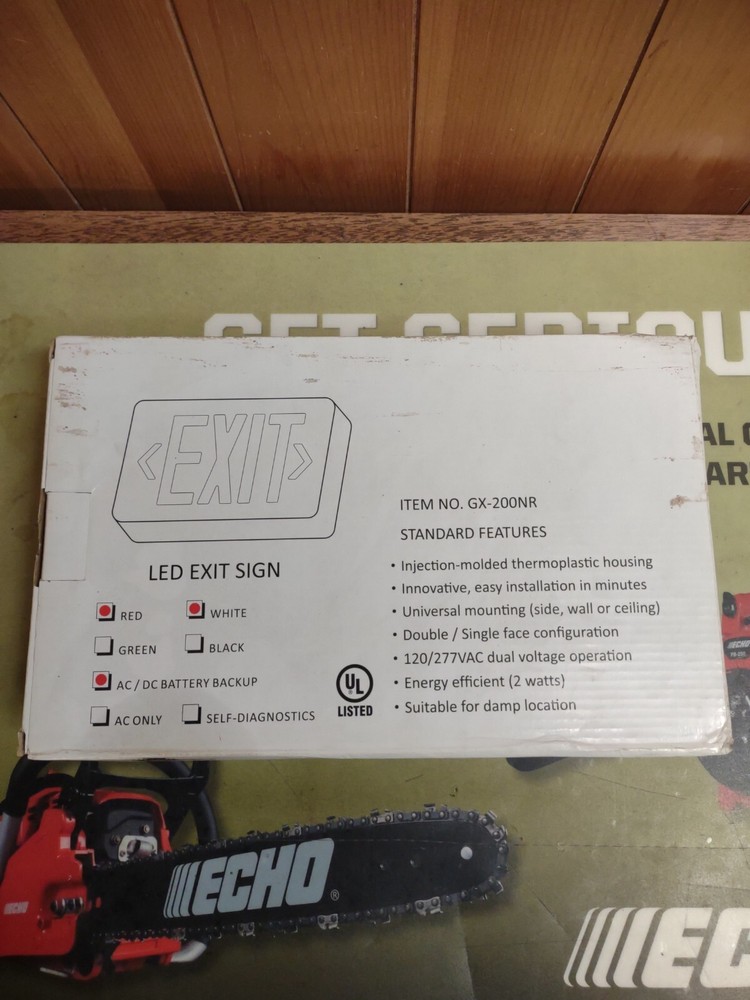 EXIT
LED EXIT SIGN
RED
WHITE
GREEN
BLACK
AC / DC BATTERY BACKUP
AC ONLY
SELF-DIAGNOSTICS
UL
LISTED
ITEM NO. GX-200NR
STANDARD FEATURES
• Injection-molded thermoplastic housing
• Innovative, easy installation in minutes
• Universal mounting (side, wall or ceiling)
• Double / Single face configuration
• 120/277VAC dual voltage operation
• Energy efficient (2 watts)
• Suitable for damp location
ECHO
ECHO
ECHO ®